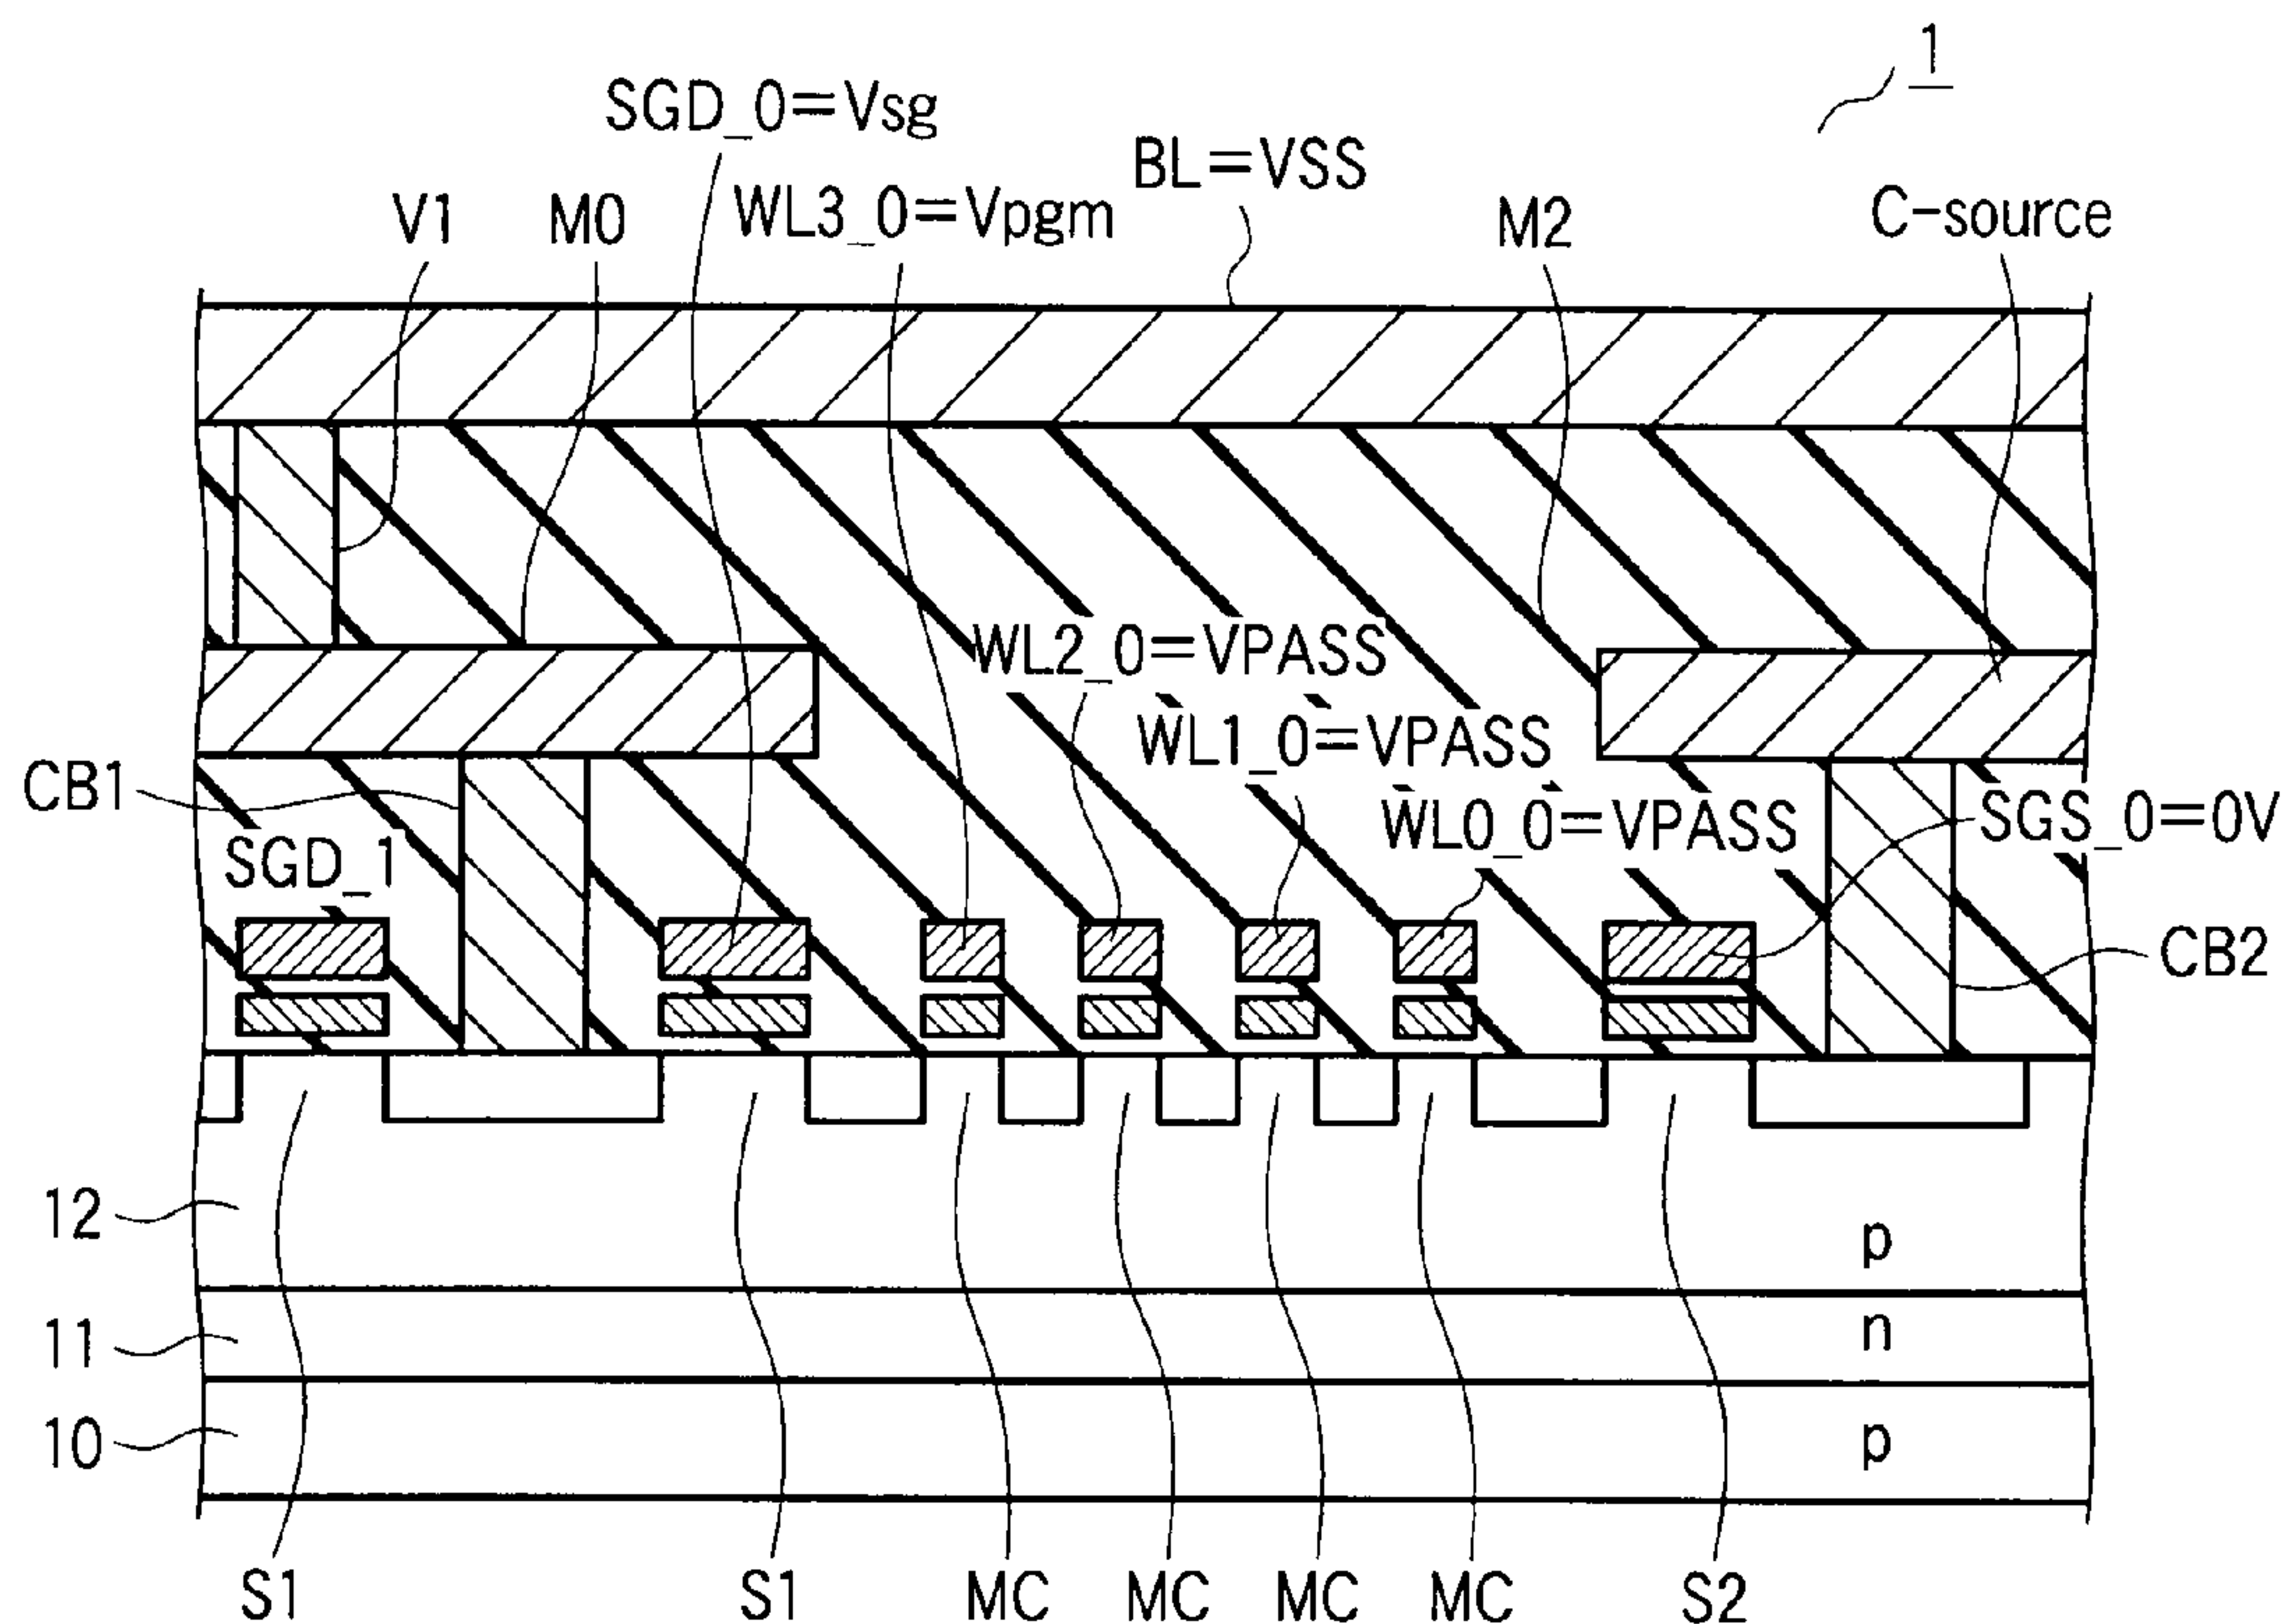 1
SGD_0=Vsg
BL=VSS
V1
M0
WL3_0=Vpgm
M2
C-source
WL2_0=VPASS
WL1_0=VPASS
CB1
WL0_0=VPASS
SGS_0=0V
SGD_1
CB2
12
p
11
n
10
p
S1
S1
MC
MC
MC
MC
S2